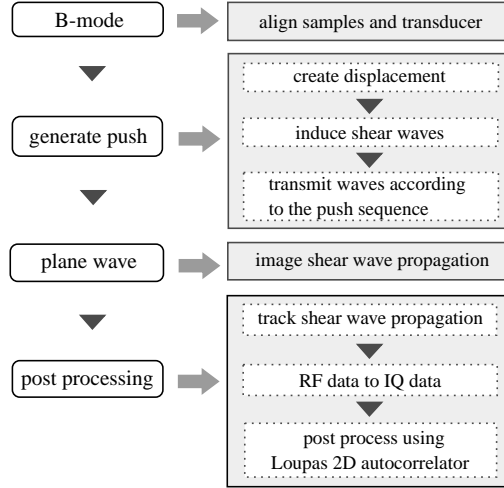 B-mode
align samples and transducer
generate push
create displacement
induce shear waves
transmit waves according
to the push sequence
plane wave
image shear wave propagation
post processing
track shear wave propagation
RF data to IQ data
post process using
Loupas 2D autocorrelator